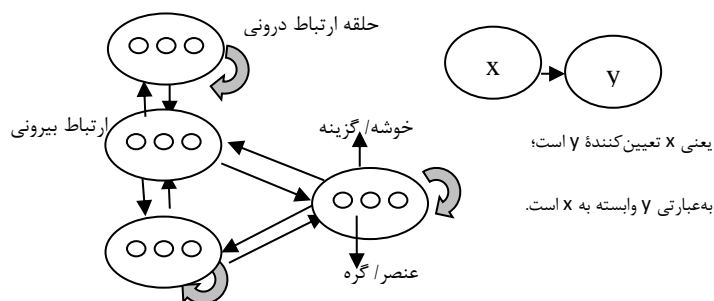 حلقه ارتباط درونی
x
y
ارتباط بیرونی
خوشه/ گزینه
یعنی x تعیین‌کنندهٔ y است؛
به‌عبارتی y وابسته به x است.
عنصر/ گره